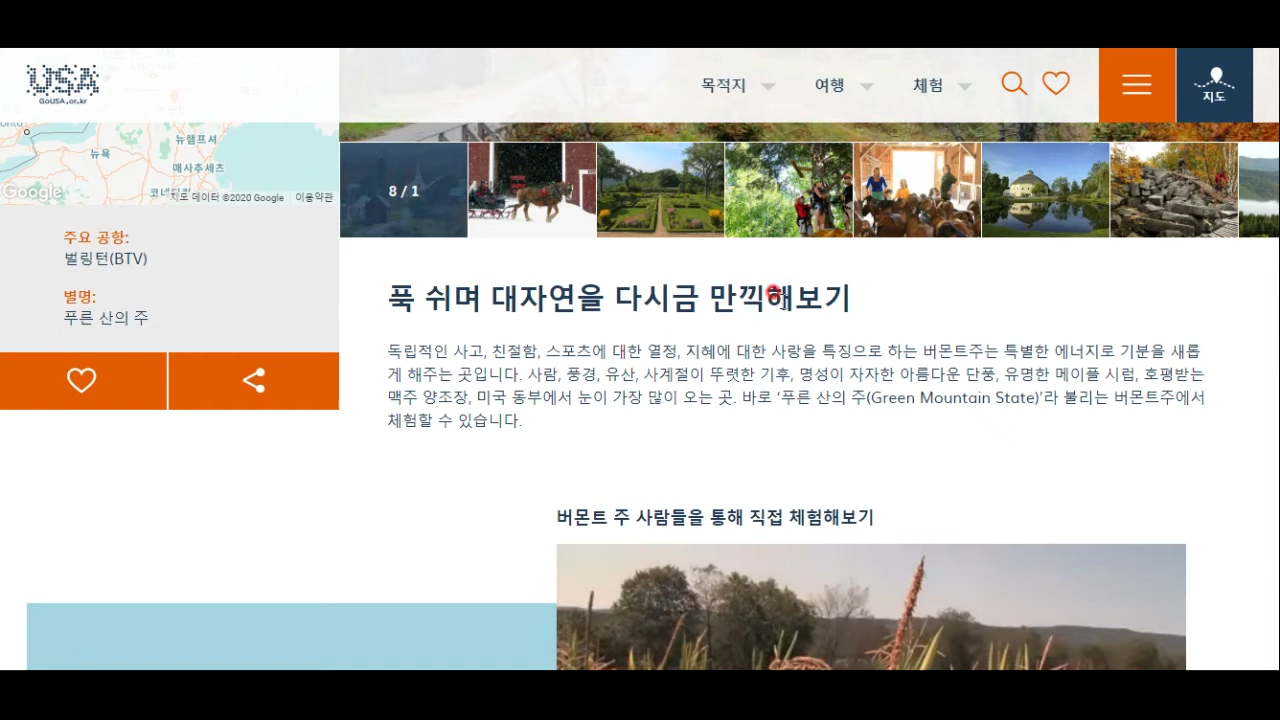 USA
GoUSA.or.kr
목적지
여행
체험
지도
뉴햄프셔
뉴욕
매사추세츠
Google
지도 데이터 ©2020 Google
이용약관
8 / 1
주요 공항:
벌링턴(BTV)
별명:
푸른 산의 주
푹 쉬며 대자연을 다시금 만끽해보기
독립적인 사고, 친절함, 스포츠에 대한 열정, 지혜에 대한 사랑을 특징으로 하는 버몬트주는 특별한 에너지로 기분을 새롭
게 해주는 곳입니다. 사람, 풍경, 유산, 사계절이 뚜렷한 기후, 명성이 자자한 아름다운 단풍, 유명한 메이플 시럽, 호평받는
맥주 양조장, 미국 동부에서 눈이 가장 많이 오는 곳. 바로 ‘푸른 산의 주(Green Mountain State)’라 불리는 버몬트주에서
체험할 수 있습니다.
버몬트 주 사람들을 통해 직접 체험해보기